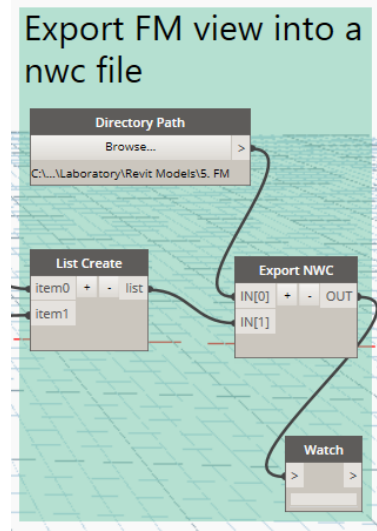 Export FM view into a
nwc file
Directory Path
Browse...
>
C:\...\Laboratory\Revit Models\5. FM
List Create
item0 + - list
item1
Export NWC
IN[0] + - OUT
IN[1]
Watch
> >